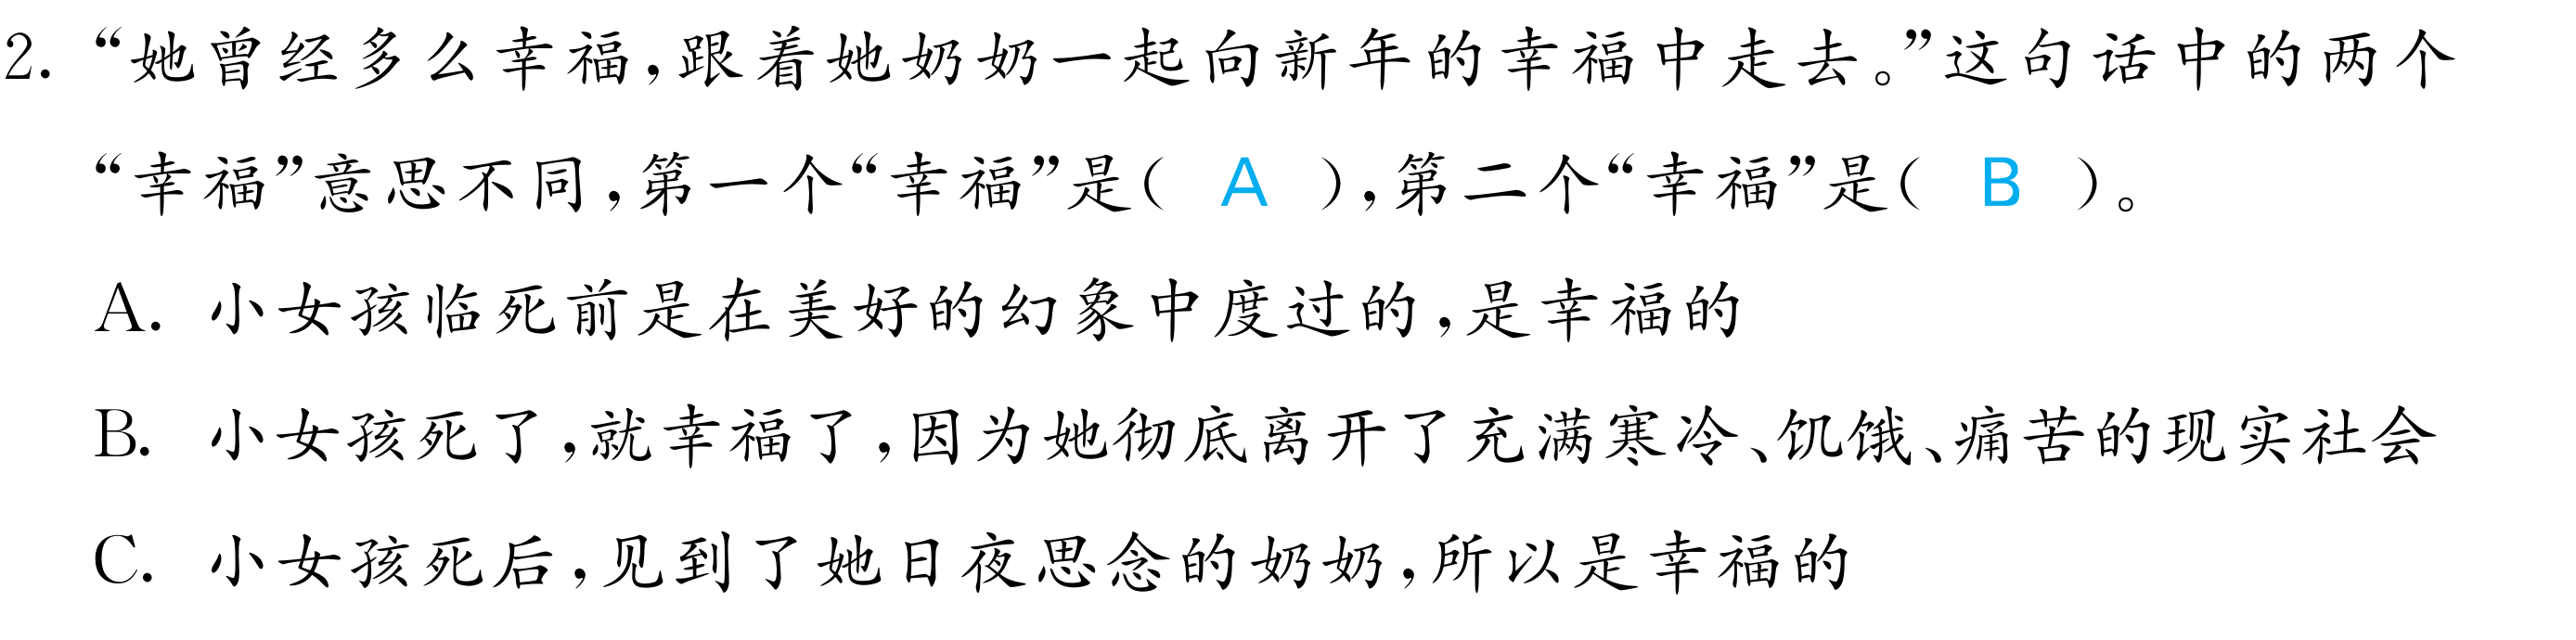 2. “她曾经多么幸福,跟着她奶奶一起向新年的幸福中走去。”这句话中的两个
“幸福”意思不同,第一个“幸福”是( A ),第二个“幸福”是( B )。
A. 小女孩临死前是在美好的幻象中度过的,是幸福的
B. 小女孩死了,就幸福了,因为她彻底离开了充满寒冷、饥饿、痛苦的现实社会
C. 小女孩死后,见到了她日夜思念的奶奶,所以是幸福的